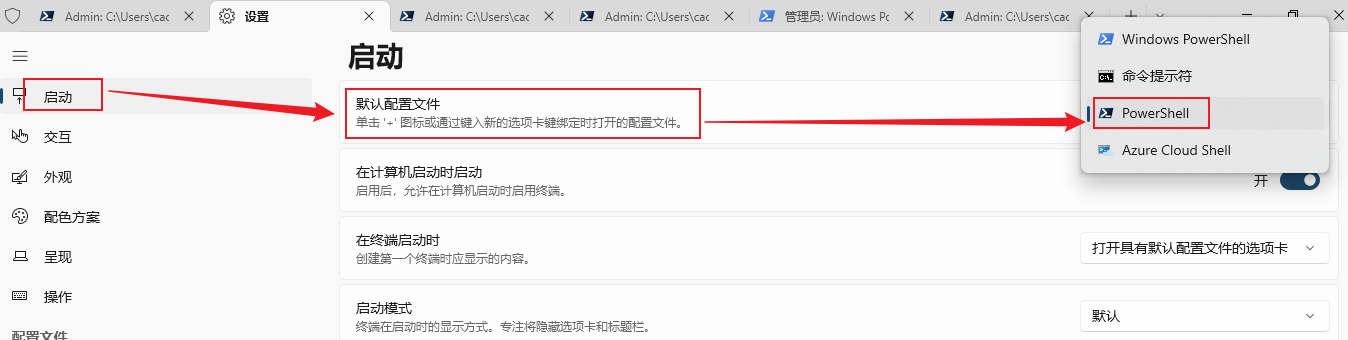 Admin: C:\Users\cac
设置
Admin: C:\Users\cac
Admin: C:\Users\cac
管理员: Windows Po
Admin: C:\Users\cac
Windows PowerShell
命令提示符
PowerShell
Azure Cloud Shell
启动
交互
外观
配色方案
呈现
操作
配置文件
启动
默认配置文件
单击 '+' 图标或通过键入新的选项卡键绑定时打开的配置文件。
在计算机启动时启动
启用后，允许在计算机启动时启用终端。
开
在终端启动时
创建第一个终端时应显示的内容。
打开具有默认配置文件的选项卡
启动模式
终端在启动时的显示方式。专注将隐藏选项卡和标题栏。
默认